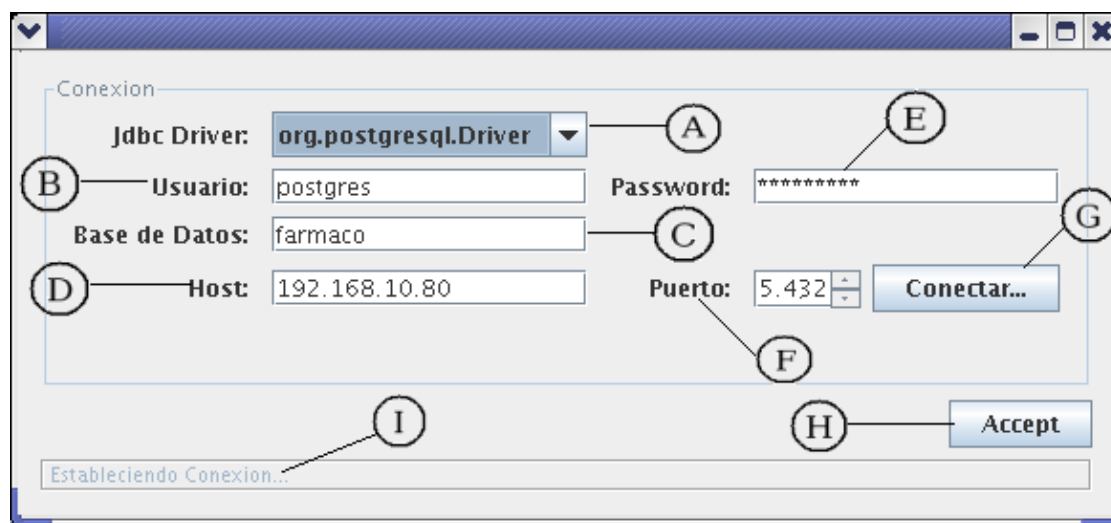 Conexion
Jdbc Driver: org.postgresql.Driver A E
B Usuario: postgres Password: *********
Base de Datos: farmaco C G
D Host: 192.168.10.80 Puerto: 5.432 Conectar...
F
I H Accept
Estableciendo Conexion...